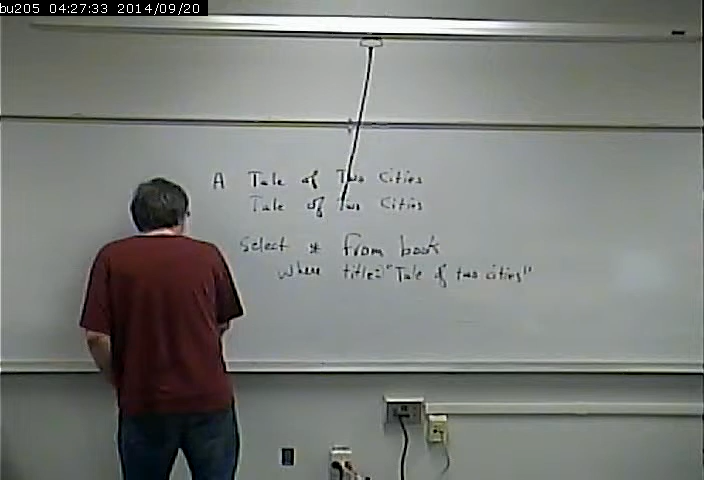 bu205 04:27:33 2014/09/20
A Tale of Two Cities
Tale of Two Cities
Select * from book
where title="Tale of two cities"